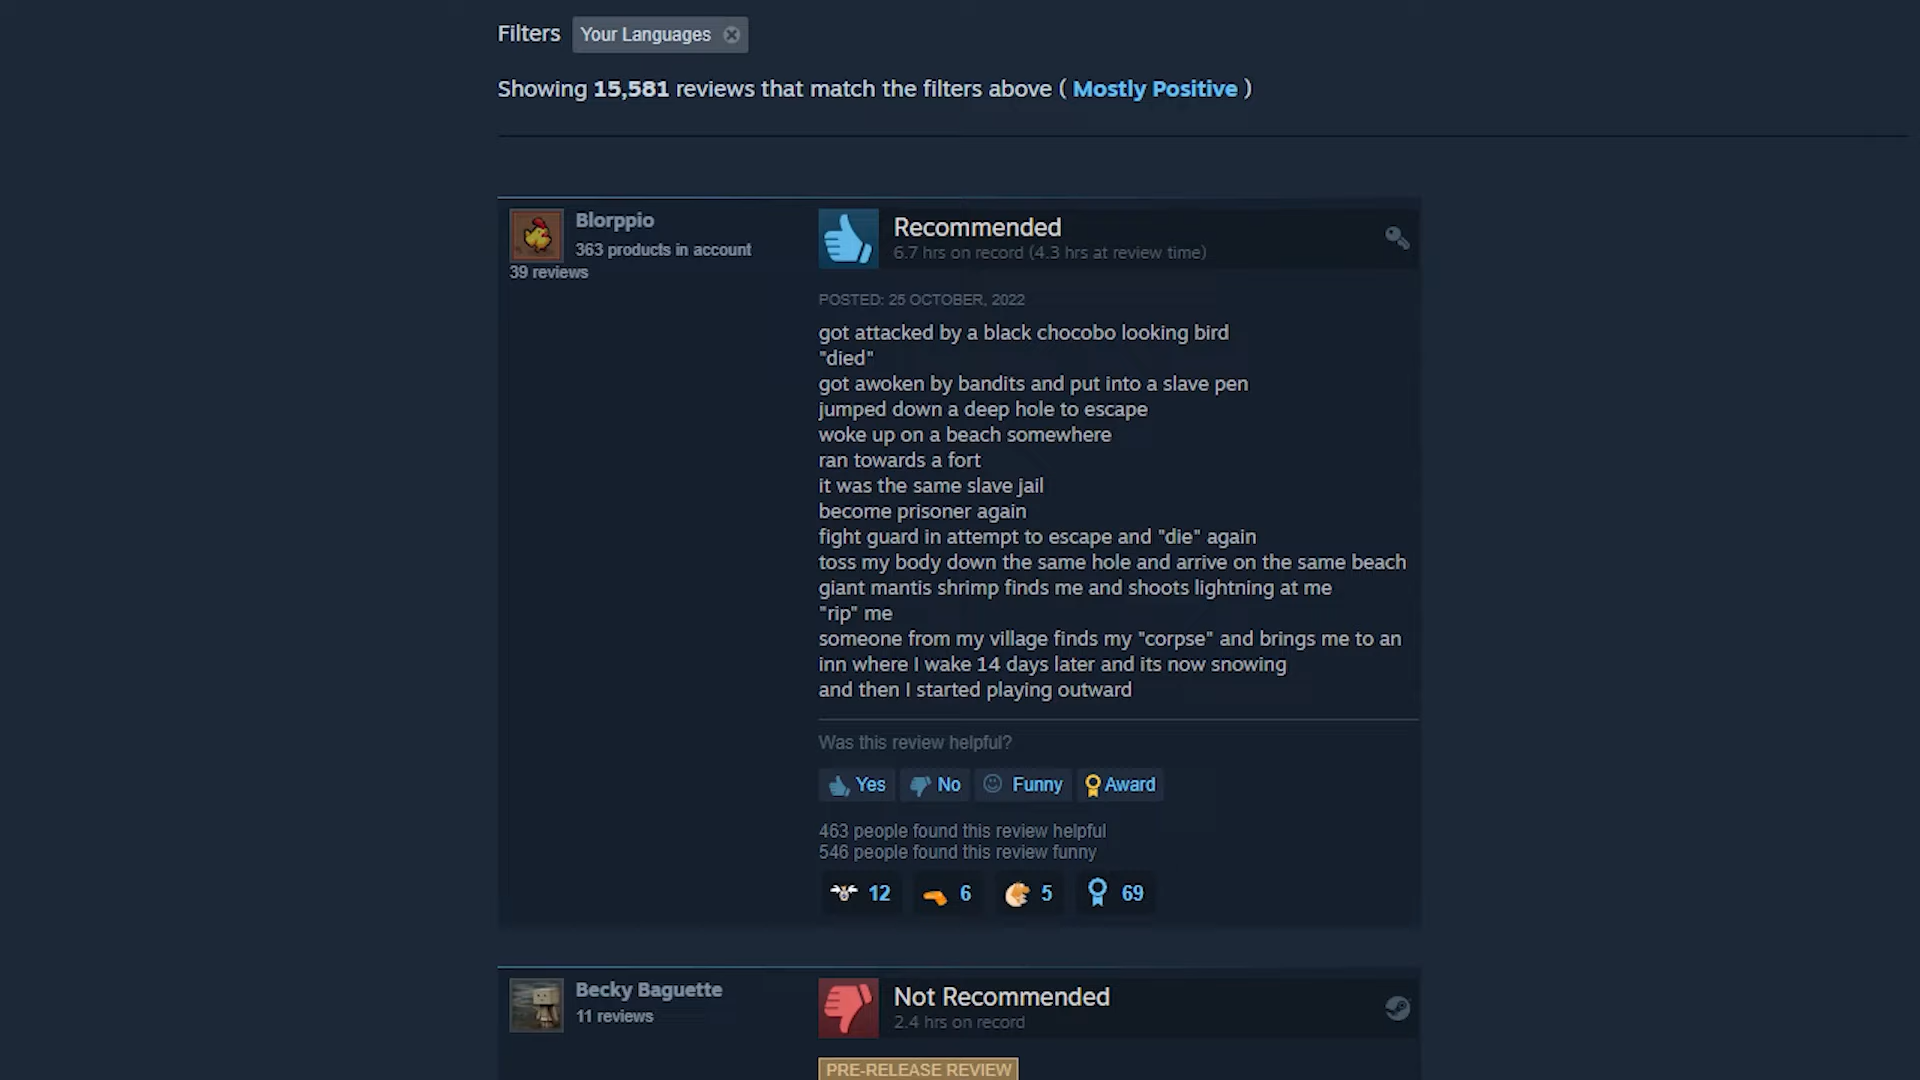 Filters Your Languages
Showing 15,581 reviews that match the filters above ( Mostly Positive )
Blorppio
363 products in account
39 reviews
Recommended
6.7 hrs on record (4.3 hrs at review time)
POSTED: 25 OCTOBER, 2022
got attacked by a black chocobo looking bird
"died"
got awoken by bandits and put into a slave pen
jumped down a deep hole to escape
woke up on a beach somewhere
ran towards a fort
it was the same slave jail
become prisoner again
fight guard in attempt to escape and "die" again
toss my body down the same hole and arrive on the same beach
giant mantis shrimp finds me and shoots lightning at me
"rip" me
someone from my village finds my "corpse" and brings me to an
inn where I wake 14 days later and its now snowing
and then I started playing outward
Was this review helpful?
Yes No Funny Award
463 people found this review helpful
546 people found this review funny
12 6 5 69
Becky Baguette
11 reviews
Not Recommended
2.4 hrs on record
PRE-RELEASE REVIEW